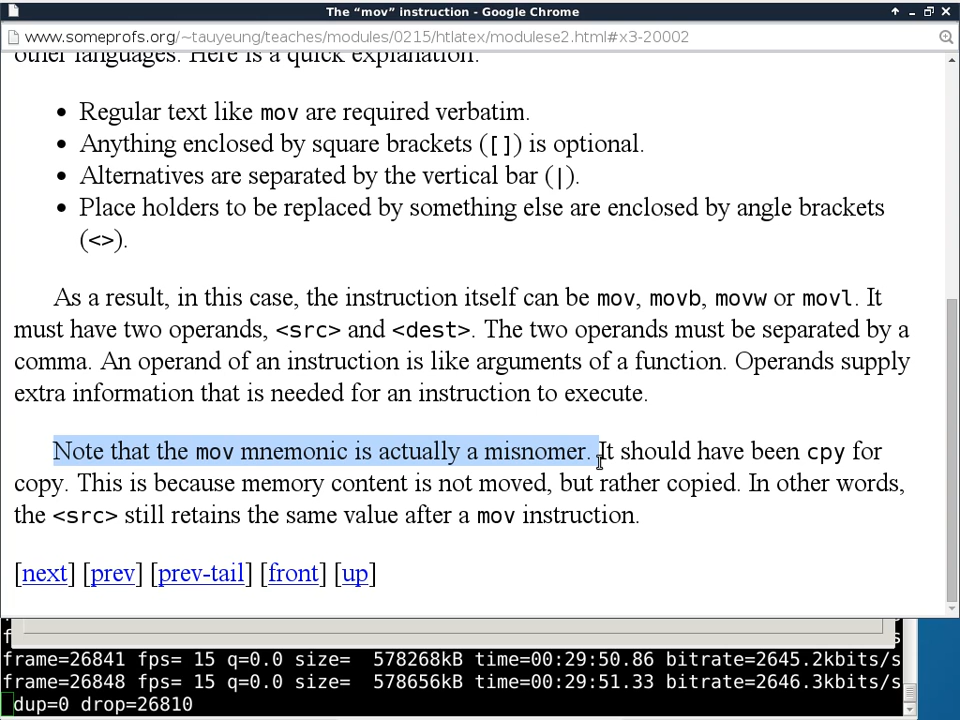 The “mov” instruction - Google Chrome
www.someprofs.org/~tauyeung/teaches/modules/0215/htlatex/modulese2.html#x3-20002
other languages. Here is a quick explanation:
• Regular text like mov are required verbatim.
• Anything enclosed by square brackets ([]) is optional.
• Alternatives are separated by the vertical bar (|).
• Place holders to be replaced by something else are enclosed by angle brackets
(<>).
As a result, in this case, the instruction itself can be mov, movb, movw or movl. It
must have two operands, <src> and <dest>. The two operands must be separated by a
comma. An operand of an instruction is like arguments of a function. Operands supply
extra information that is needed for an instruction to execute.
Note that the mov mnemonic is actually a misnomer. It should have been cpy for
copy. This is because memory content is not moved, but rather copied. In other words,
the <src> still retains the same value after a mov instruction.
[next] [prev] [prev-tail] [front] [up]
frame=26841 fps= 15 q=0.0 size=  578268kB time=00:29:50.86 bitrate=2645.2kbits/s
frame=26848 fps= 15 q=0.0 size=  578656kB time=00:29:51.33 bitrate=2646.3kbits/s
dup=0 drop=26810